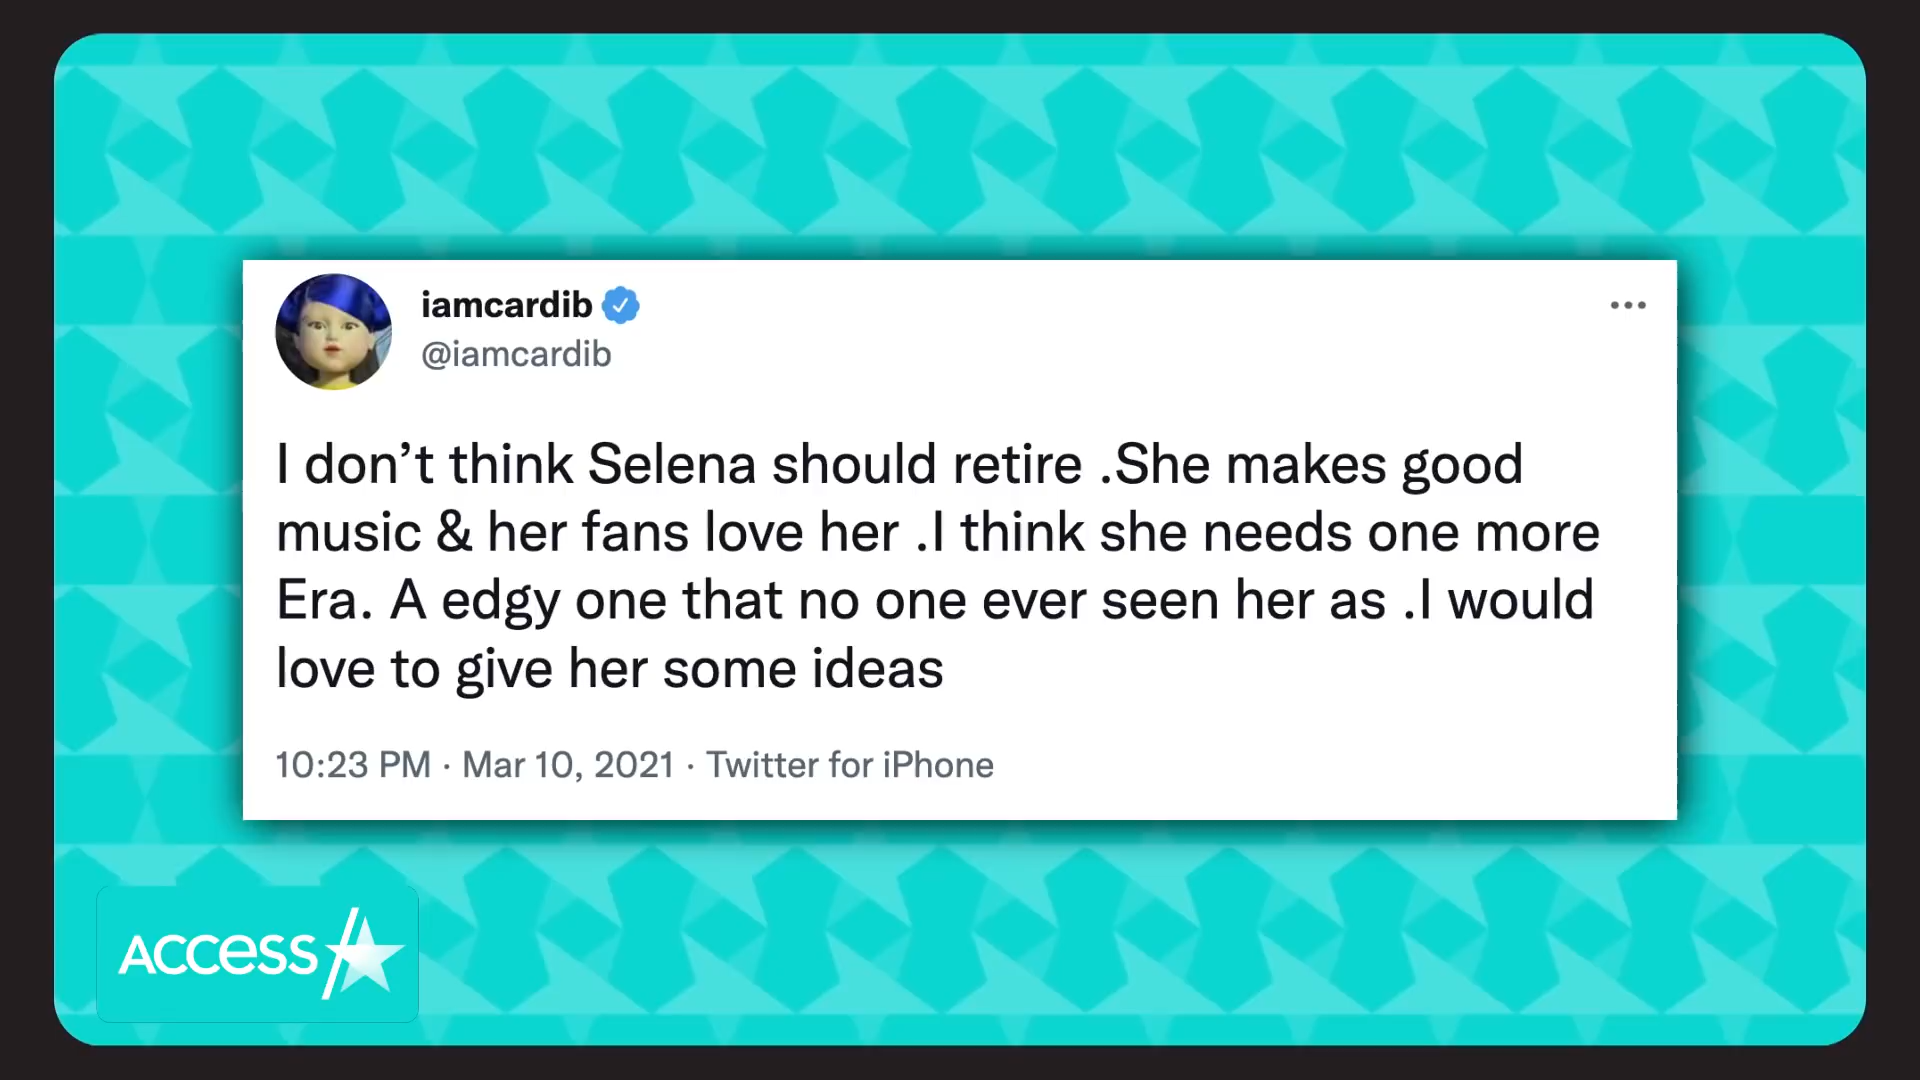 iamcardib
@iamcardib
I don’t think Selena should retire .She makes good
music & her fans love her .I think she needs one more
Era. A edgy one that no one ever seen her as .I would
love to give her some ideas
10:23 PM · Mar 10, 2021 · Twitter for iPhone
ACCESS